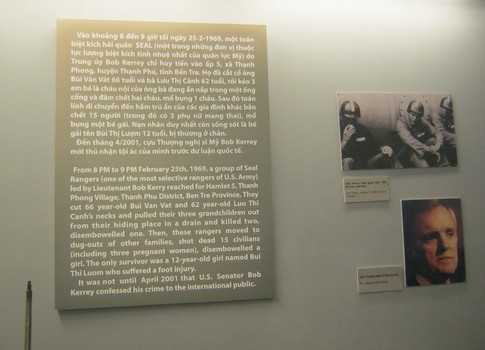 Vào khoảng 8 đến 9 giờ tối ngày 25-2-1969, một toán
biệt kích hải quân SEAL (một trong những đơn vị thuộc
lực lượng biệt kích tinh nhuệ nhất của quân lực Mỹ) do
Trung úy Bob Kerrey chỉ huy tiến vào ấp 5, xã Thạnh
Phong, huyện Thạnh Phú, tỉnh Bến Tre. Họ đã cắt cổ ông
Bùi Văn Vát 66 tuổi và bà Lưu Thị Cảnh 62 tuổi, rồi kéo 3
em bé là cháu nội của ông bà đang ẩn nấp trong một ống
cống và đâm chết hai cháu, mổ bụng 1 cháu. Sau đó toán
lính di chuyển đến hầm trú ẩn của các gia đình khác bắn
chết 15 người (trong đó có 3 phụ nữ mang thai), mổ
bụng một bé gái. Nạn nhân duy nhất còn sống sót là bé
gái tên Bùi Thị Lượm 12 tuổi, bị thương ở chân.
Đến tháng 4/2001, cựu Thượng nghị sĩ Mỹ Bob Kerrey
mới thú nhận tội ác của mình trước dư luận quốc tế.
From 8 PM to 9 PM February 25th, 1969, a group of Seal
Rangers (one of the most selective rangers of U.S. Army)
led by Lieutenant Bob Kerry reached for Hamlet 5, Thanh
Phong Village, Thanh Phu District, Ben Tre Province. They
cut 66 year-old Bui Van Vat and 62 year-old Luu Thi
Canh's necks and pulled their three grandchildren out
from their hiding place in a drain and killed two,
disembowelled one. Then, these rangers moved to
dug-outs of other families, shot dead 15 civilians
(including three pregnant women), disembowelled a
girl. The only survivor was a 12-year-old girl named Bui
Thi Luom who suffered a foot injury.
It was not until April 2001 that U.S. Senator Bob
Kerrey confessed his crime to the international public.